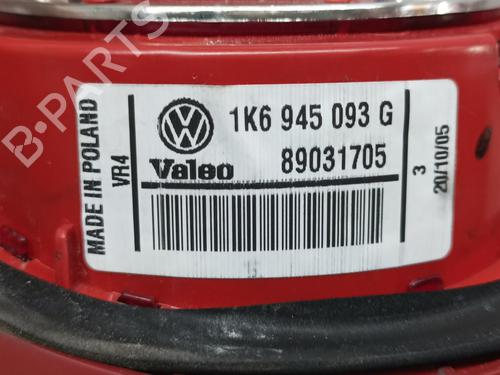 B-PARTS
MADE IN POLAND
VR4
1K6 945 093 G
Valeo
89031705
3
20/10/05